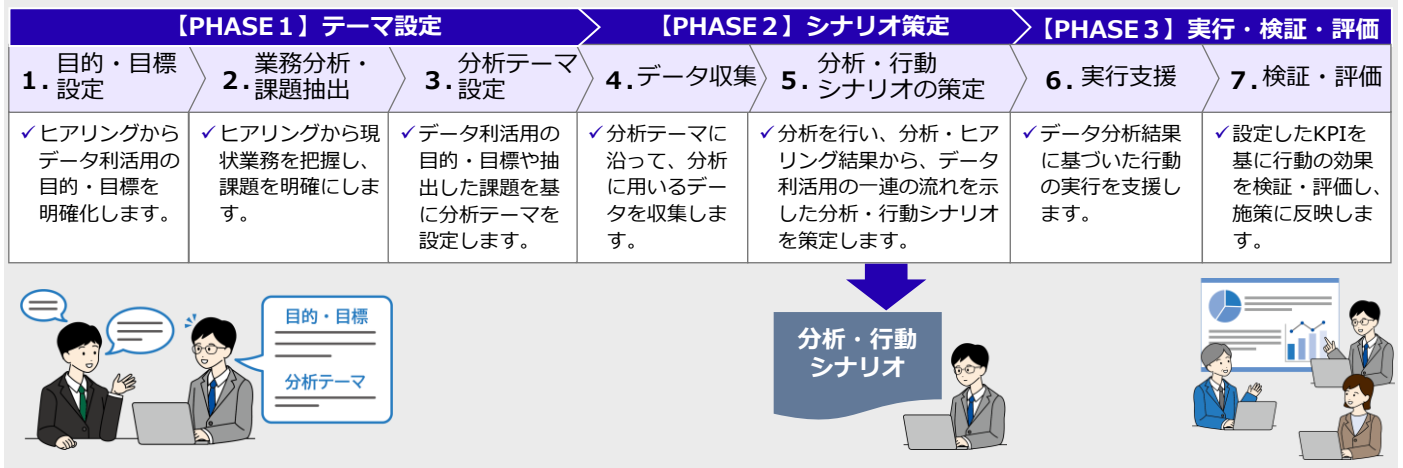 【PHASE1】テーマ設定
【PHASE2】シナリオ策定
【PHASE3】実行・検証・評価
1.目的・目標
設定
2.業務分析・
課題抽出
3.分析テーマ
設定
4.データ収集
5.分析・行動
シナリオの策定
6.実行支援
7.検証・評価
✓ヒアリングから
データ利活用の
目的・目標を
明確化します。
✓ヒアリングから現
状業務を把握し、
課題を明確にしま
す。
✓データ利活用の
目的・目標や抽
出した課題を基
に分析テーマを
設定します。
✓分析テーマに
沿って、分析
に用いるデー
タを収集しま
す。
✓分析を行い、分析・ヒア
リング結果から、データ
利活用の一連の流れを示
した分析・行動シナリオ
を策定します。
✓データ分析結果
に基づいた行動
の実行を支援し
ます。
✓設定したKPIを
基に行動の効果
を検証・評価し、
施策に反映しま
す。
目的・目標
分析テーマ
分析・行動
シナリオ